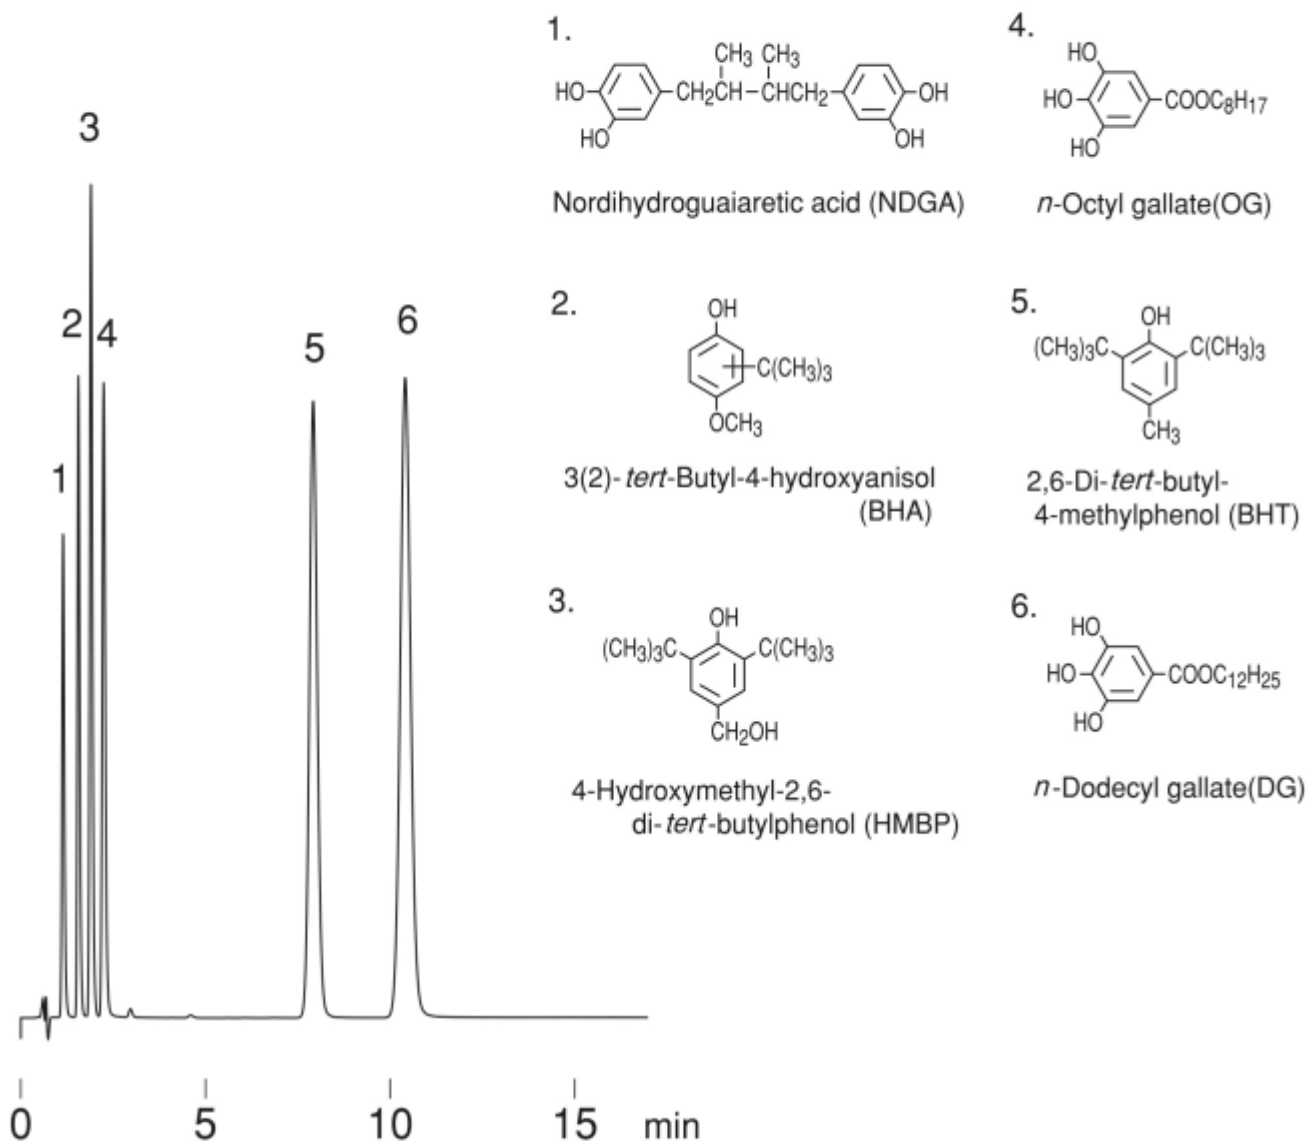 3
2
4
1
5
6
0
5
10
15
min
1.
CH3 CH3
HO
CH2CH-CHCH2
OH
HO
OH
Nordihydroguaiaretic acid (NDGA)
2.
OH
C(CH3)3
OCH3
3(2)-tert-Butyl-4-hydroxyanisol
(BHA)
3.
OH
(CH3)3C
C(CH3)3
CH2OH
4-Hydroxymethyl-2,6-
di-tert-butylphenol (HMBP)
4.
HO
HO
COOC8H17
HO
n-Octyl gallate(OG)
5.
OH
(CH3)3C
C(CH3)3
CH3
2,6-Di-tert-butyl-
4-methylphenol (BHT)
6.
HO
HO
COOC12H25
HO
n-Dodecyl gallate(DG)